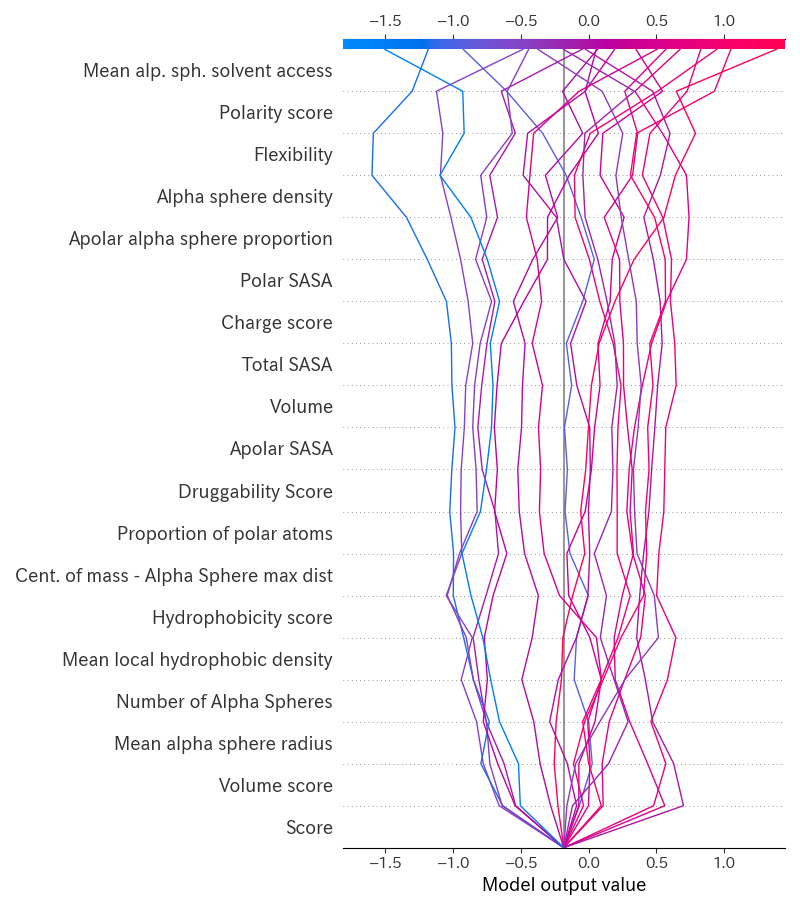 −1.5 −1.0 −0.5 0.0 0.5 1.0
Mean alp. sph. solvent access
Polarity score
Flexibility
Alpha sphere density
Apolar alpha sphere proportion
Polar SASA
Charge score
Total SASA
Volume
Apolar SASA
Druggability Score
Proportion of polar atoms
Cent. of mass - Alpha Sphere max dist
Hydrophobicity score
Mean local hydrophobic density
Number of Alpha Spheres
Mean alpha sphere radius
Volume score
Score
−1.5 −1.0 −0.5 0.0 0.5 1.0
Model output value